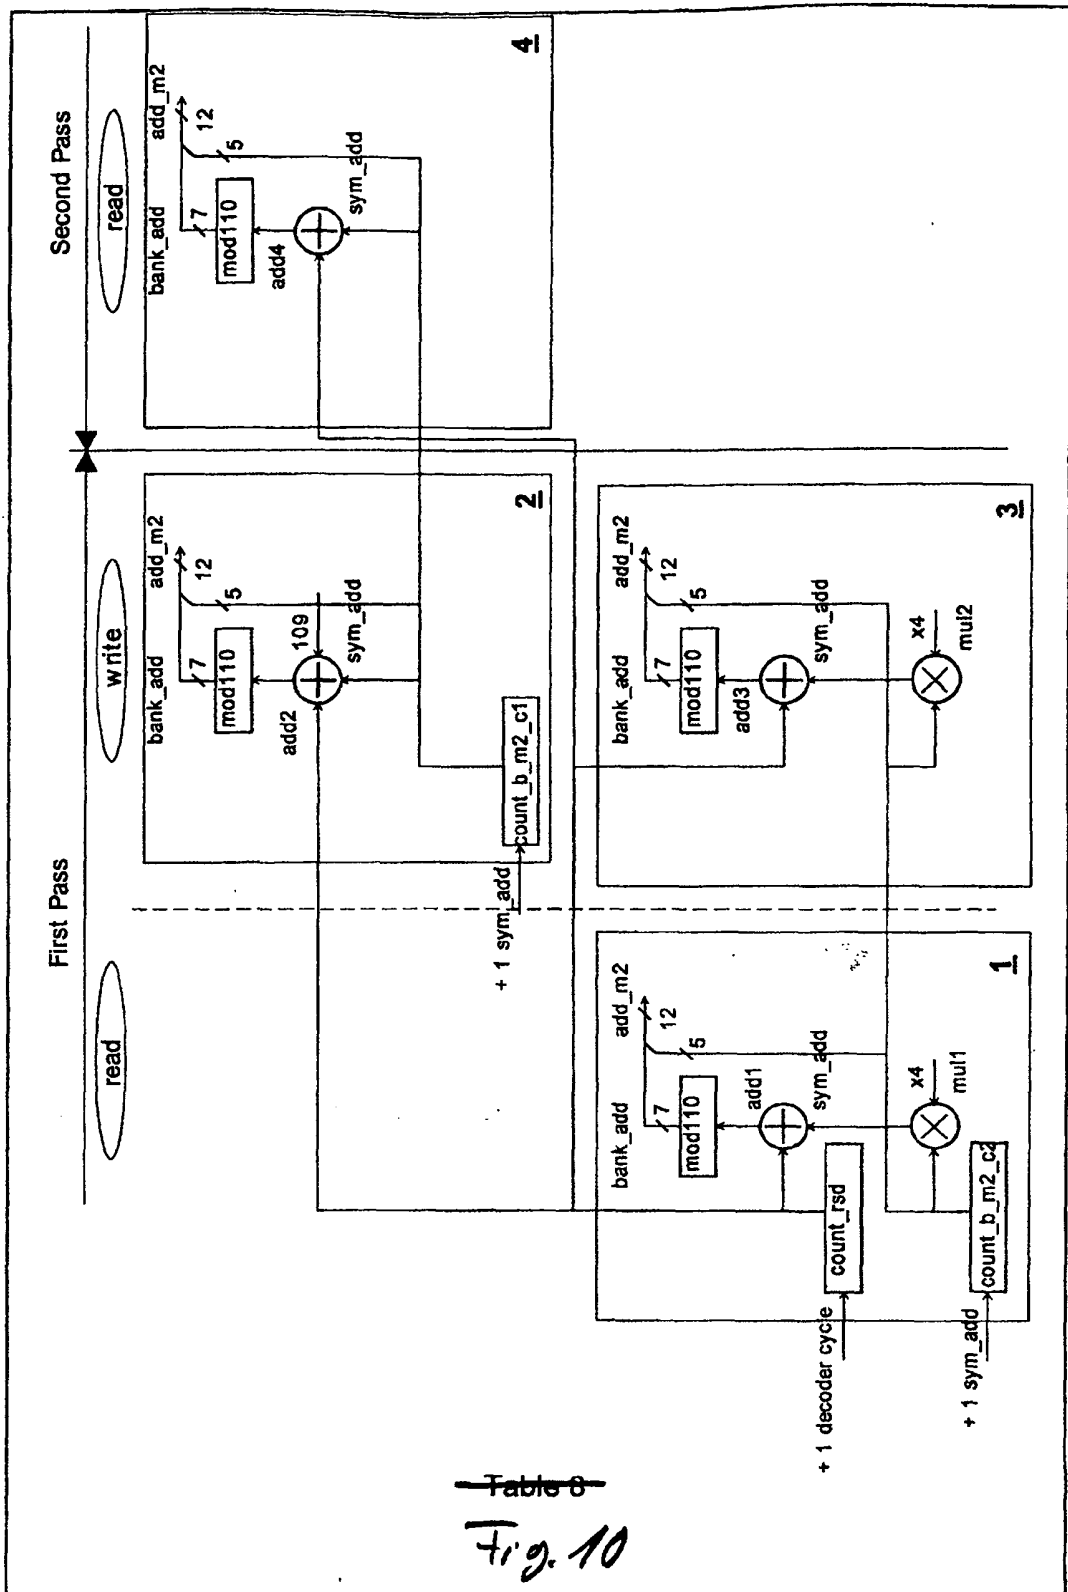 Second Pass
read
bank_add
add_m2
12
7
5
mod110
add4
sym_add
4
First Pass
write
bank_add
add_m2
12
7
5
mod110
109
add2
sym_add
count_b_m2_c1
+ 1 sym_add
2
bank_add
add_m2
12
7
5
mod110
add3
sym_add
x4
mul2
3
read
bank_add
add_m2
12
7
5
mod110
add1
sym_add
x4
mul1
count_rsd
count_b_m2_c2
1
+ 1 decoder cycle
+ 1 sym_add
Table 8
Fig. 10